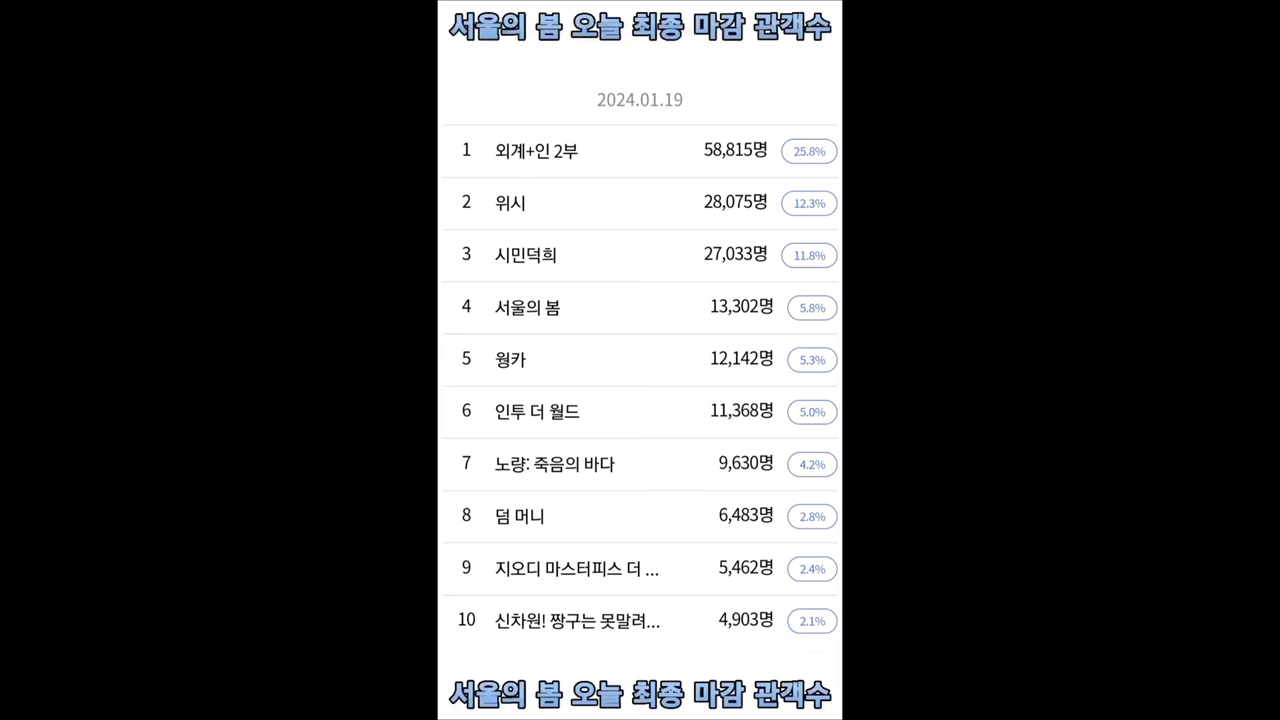 서울의 봄 오늘 최종 마감 관객수
2024.01.19
1 외계+인 2부 58,815명 25.8%
2 위시 28,075명 12.3%
3 시민덕희 27,033명 11.8%
4 서울의 봄 13,302명 5.8%
5 웡카 12,142명 5.3%
6 인투 더 월드 11,368명 5.0%
7 노량: 죽음의 바다 9,630명 4.2%
8 덤 머니 6,483명 2.8%
9 지오디 마스터피스 더 ... 5,462명 2.4%
10 신차원! 짱구는 못말려... 4,903명 2.1%
서울의 봄 오늘 최종 마감 관객수